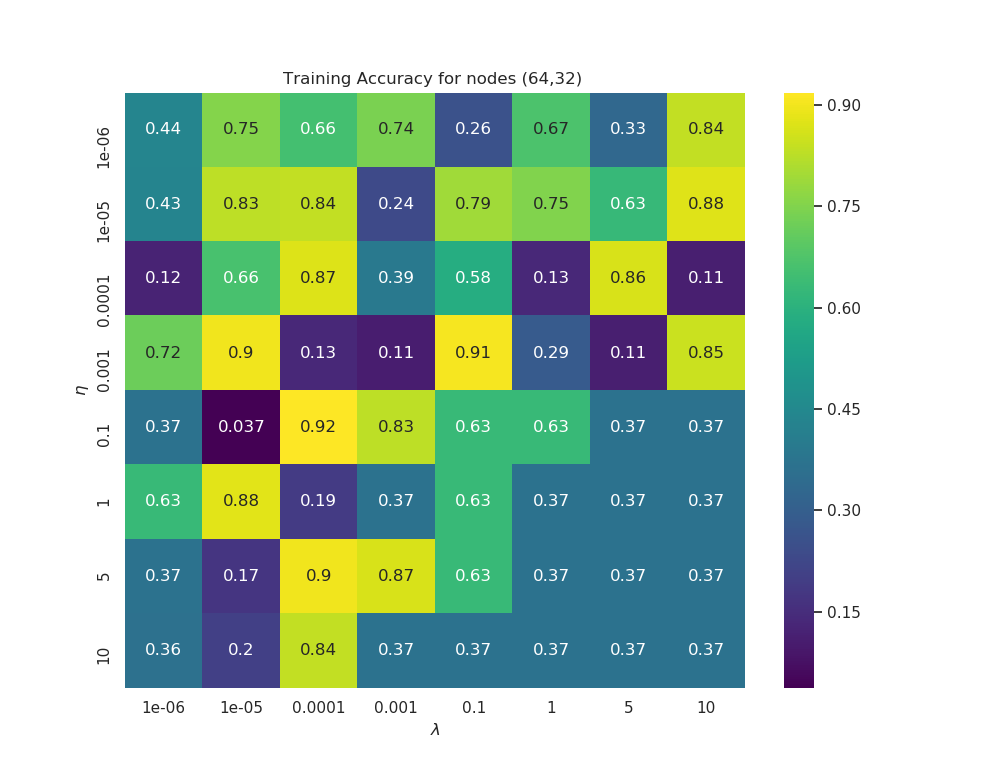 Training Accuracy for nodes (64,32)
1e-06 0.44 0.75 0.66 0.74 0.26 0.67 0.33 0.84
1e-05 0.43 0.83 0.84 0.24 0.79 0.75 0.63 0.88
0.0001 0.12 0.66 0.87 0.39 0.58 0.13 0.86 0.11
0.001 0.72 0.9 0.13 0.11 0.91 0.29 0.11 0.85
0.1 0.37 0.037 0.92 0.83 0.63 0.63 0.37 0.37
1 0.63 0.88 0.19 0.37 0.63 0.37 0.37 0.37
5 0.37 0.17 0.9 0.87 0.63 0.37 0.37 0.37
10 0.36 0.2 0.84 0.37 0.37 0.37 0.37 0.37
η
1e-06 1e-05 0.0001 0.001 0.1 1 5 10
λ
0.90
0.75
0.60
0.45
0.30
0.15